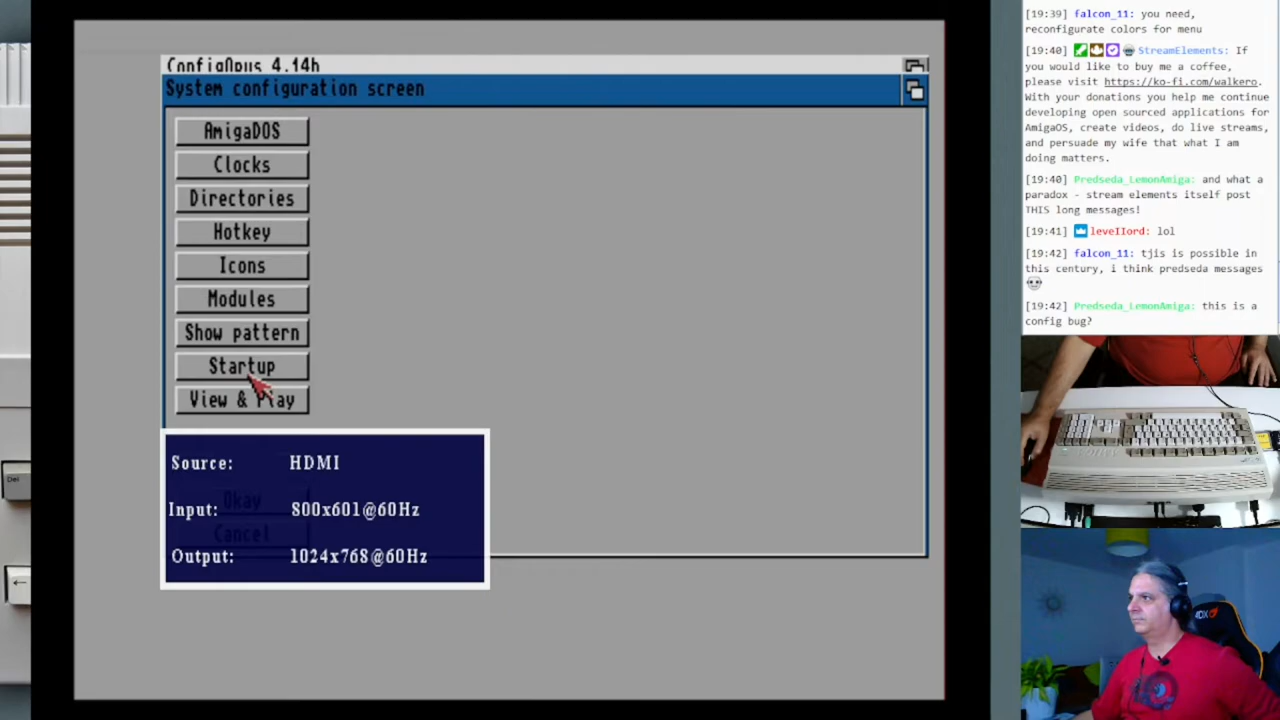 ConfigOpus 4.14h
System configuration screen
AmigaDOS
Clocks
Directories
Hotkey
Icons
Modules
Show pattern
Startup
View & Play
Source: HDMI
Okay
Input: 800x601@60Hz
Cancel
Output: 1024x768@60Hz
Del
[19:39] falcon_11: you need,
reconfigurate colors for menu
[19:40] StreamElements: If
you would like to buy me a coffee,
please visit https://ko-fi.com/walkero.
With your donations you help me continue
developing open sourced applications for
AmigaOS, create videos, do live streams,
and persuade my wife that what I am
doing matters.
[19:40] Predseda_LemonAmiga: and what a
paradox - stream elements itself post
THIS long messages!
[19:41] levelIord: lol
[19:42] falcon_11: tjis is possible in
this century, i think predseda messages
[19:42] Predseda_LemonAmiga: this is a
config bug?